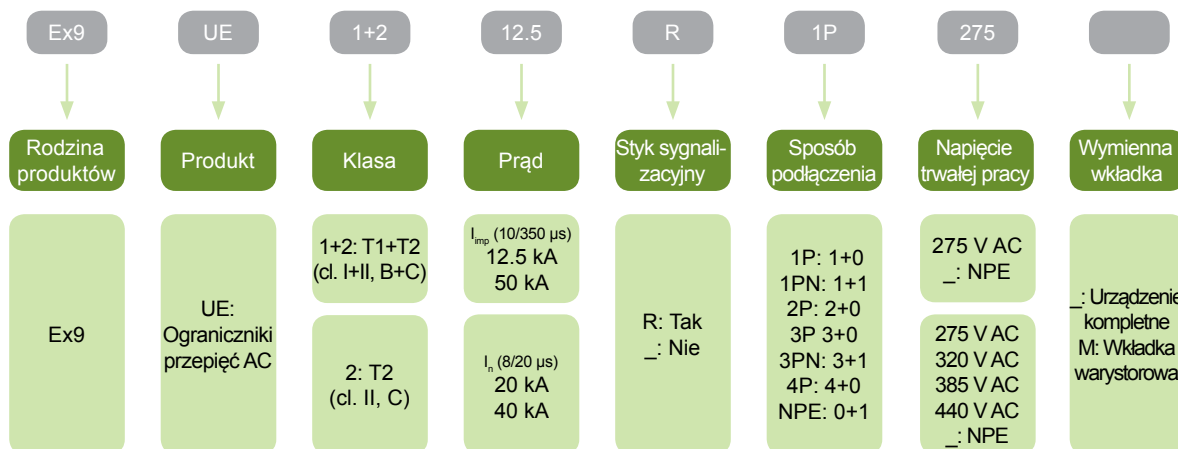 Ex9
UE
1+2
12.5
R
1P
275
Rodzina
produktów
Produkt
Klasa
Prąd
Styk sygnali-
zacyjny
Sposób
podłączenia
Napięcie
trwałej pracy
Wymienna
wkładka
Ex9
UE:
Ograniczniki
przepięć AC
1+2: T1+T2
(cl. I+II, B+C)
2: T2
(cl. II, C)
Iimp (10/350 µs)
12.5 kA
50 kA
In (8/20 µs)
20 kA
40 kA
R: Tak
_: Nie
1P: 1+0
1PN: 1+1
2P: 2+0
3P 3+0
3PN: 3+1
4P: 4+0
NPE: 0+1
275 V AC
_: NPE
275 V AC
320 V AC
385 V AC
440 V AC
_: NPE
_: Urządzenie
kompletne
M: Wkładka
warystorowa